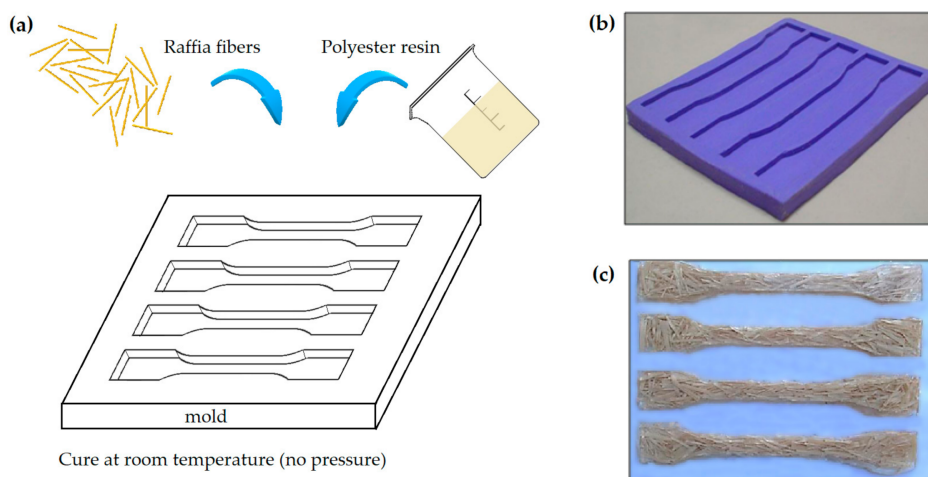 (a)
Raffia fibers
Polyester resin
mold
Cure at room temperature (no pressure)
(b)
(c)